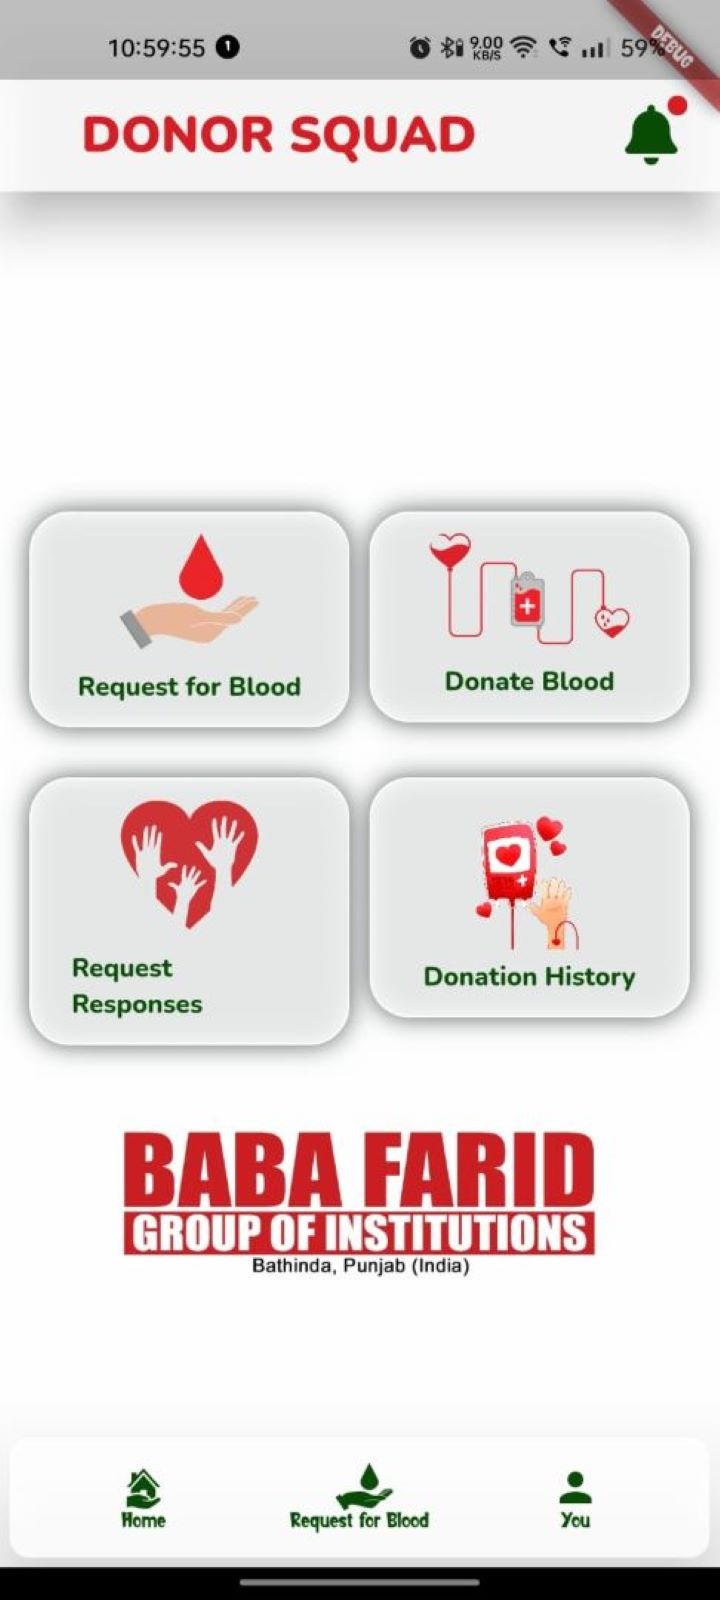 10:59:55 1 9.00 KB/S 59%
DEBUG
DONOR SQUAD
Request for Blood
Donate Blood
Request
Responses
Donation History
BABA FARID
GROUP OF INSTITUTIONS
Bathinda, Punjab (India)
Home
Request for Blood
You